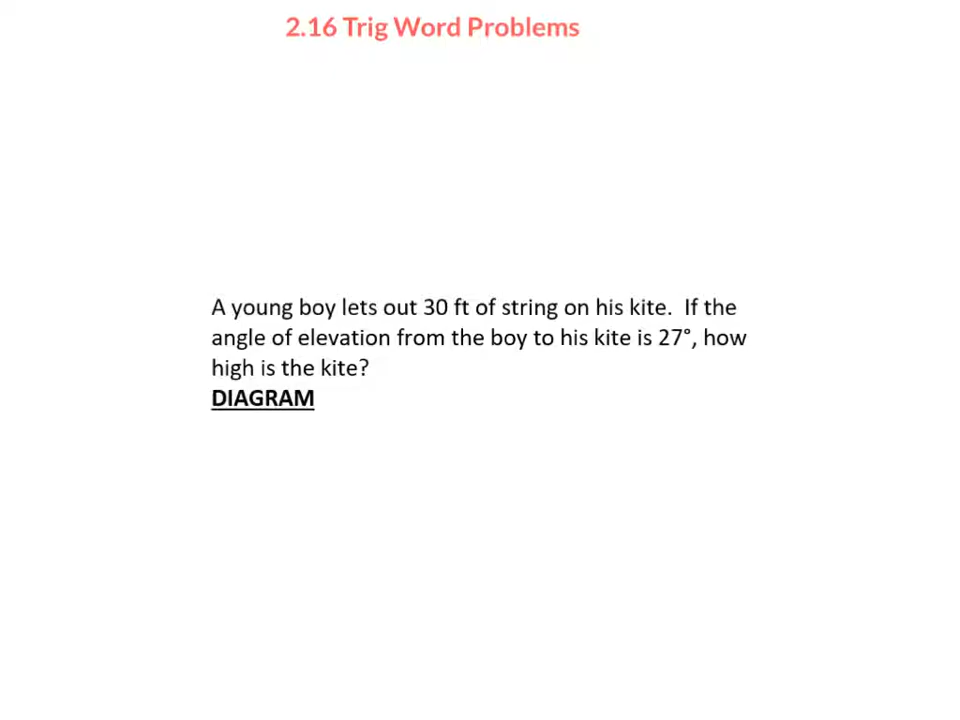 2.16 Trig Word Problems
A young boy lets out 30 ft of string on his kite.  If the
angle of elevation from the boy to his kite is 27°, how
high is the kite?
DIAGRAM